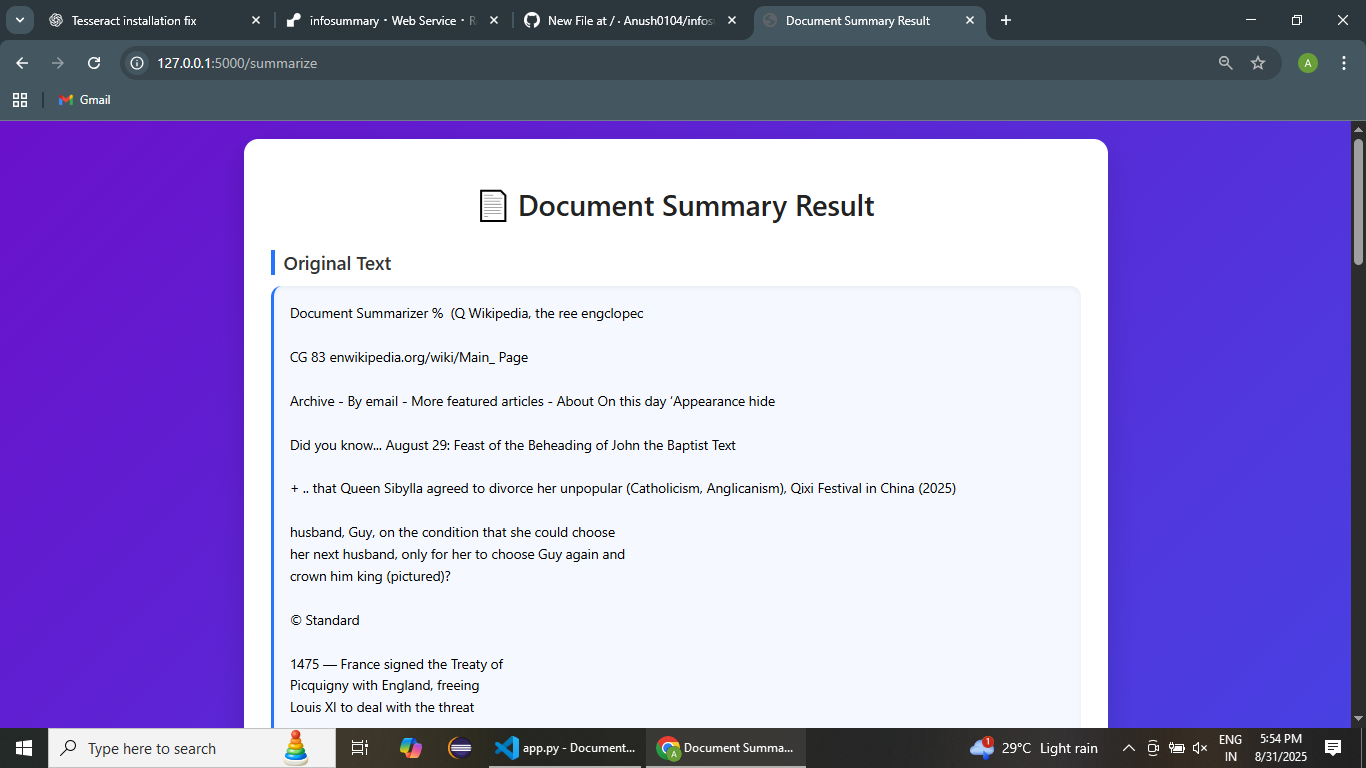 Tesseract installation fix
infosummary · Web Service · R
New File at / · Anush0104/infos
Document Summary Result
127.0.0.1:5000/summarize
A
Gmail
Document Summary Result
Original Text
Document Summarizer % (Q Wikipedia, the ree engclopec
CG 83 enwikipedia.org/wiki/Main_ Page
Archive - By email - More featured articles - About On this day ‘Appearance hide
Did you know... August 29: Feast of the Beheading of John the Baptist Text
+ .. that Queen Sibylla agreed to divorce her unpopular (Catholicism, Anglicanism), Qixi Festival in China (2025)
husband, Guy, on the condition that she could choose
her next husband, only for her to choose Guy again and
crown him king (pictured)?
© Standard
1475 — France signed the Treaty of
Picquigny with England, freeing
Louis XI to deal with the threat
Type here to search
app.py - Document...
A
Document Summa...
1
29°C Light rain
ENG
IN
5:54 PM
8/31/2025